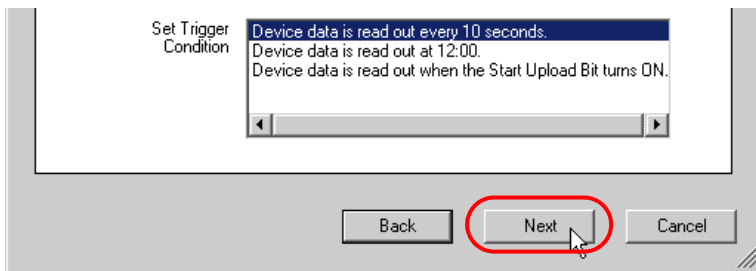 Set Trigger
Condition
Device data is read out every 10 seconds.
Device data is read out at 12:00.
Device data is read out when the Start Upload Bit turns ON.
Back
Next
Cancel